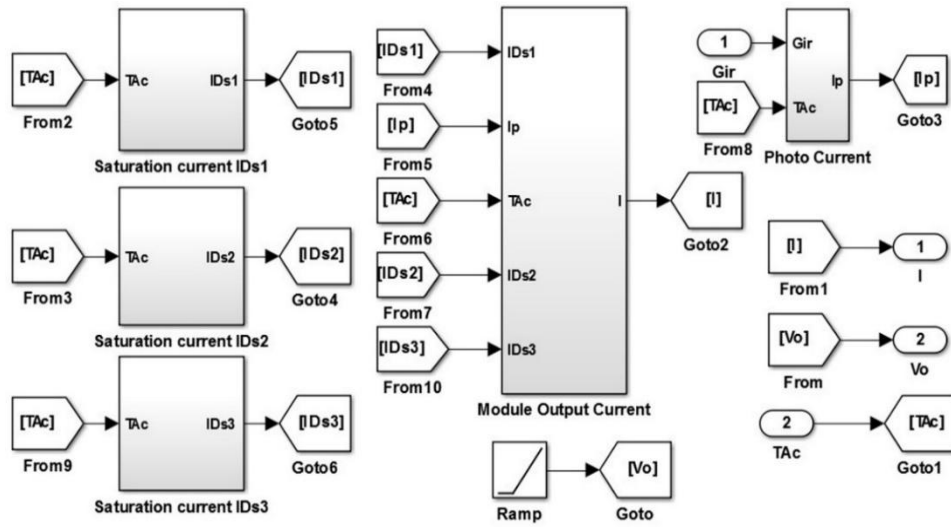 [TAc]
From2
TAc
IDs1
Saturation current IDs1
[IDs1]
Goto5
[TAc]
From3
TAc
IDs2
Saturation current IDs2
[IDs2]
Goto4
[TAc]
From9
TAc
IDs3
Saturation current IDs3
[IDs3]
Goto6
[IDs1]
From4
[Ip]
From5
[TAc]
From6
[IDs2]
From7
[IDs3]
From10
IDs1
Ip
TAc
IDs2
IDs3
I
Module Output Current
[I]
Goto2
Ramp
[Vo]
Goto
1
Gir
[TAc]
From8
Gir
TAc
Ip
Photo Current
[Ip]
Goto3
[I]
From1
1
I
[Vo]
From
2
Vo
2
TAc
[TAc]
Goto1